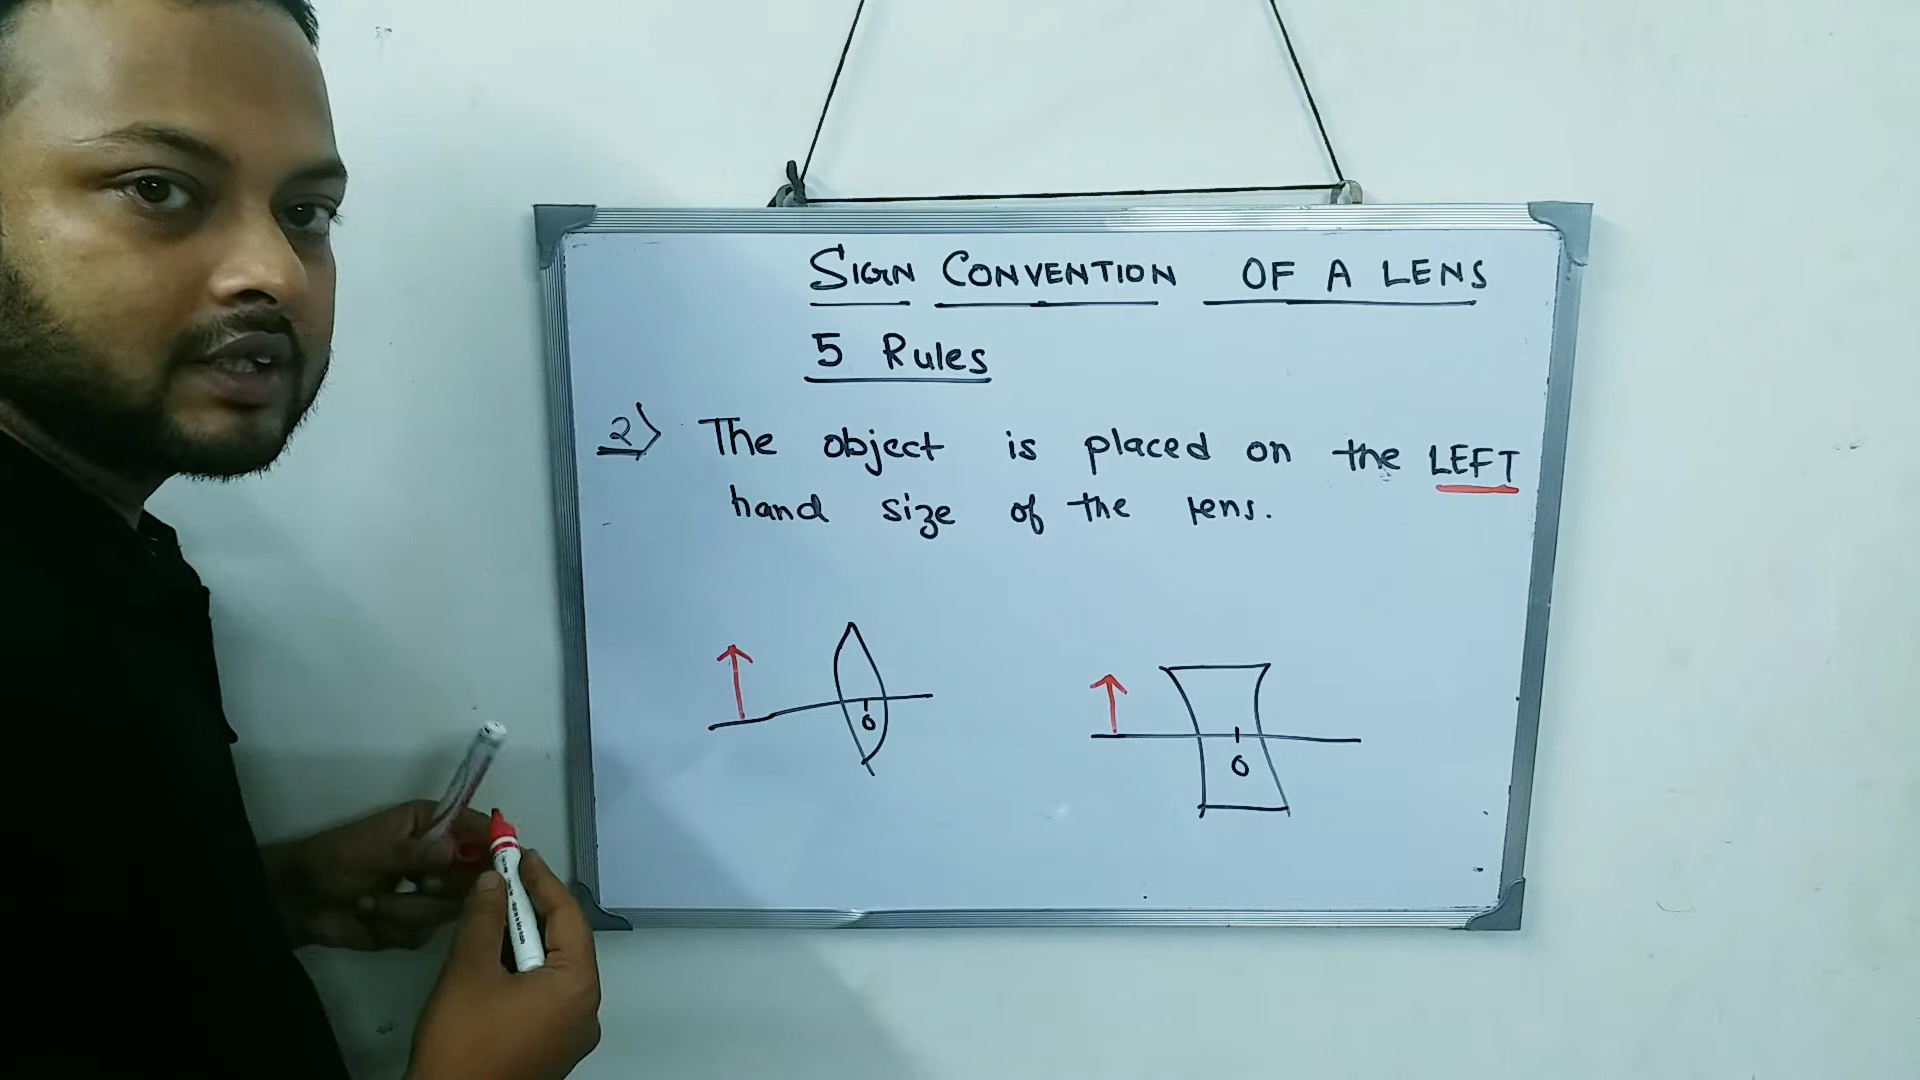 SIGN CONVENTION OF A LENS
5 Rules
2) The object is placed on the LEFT
hand size of the lens.
O
O